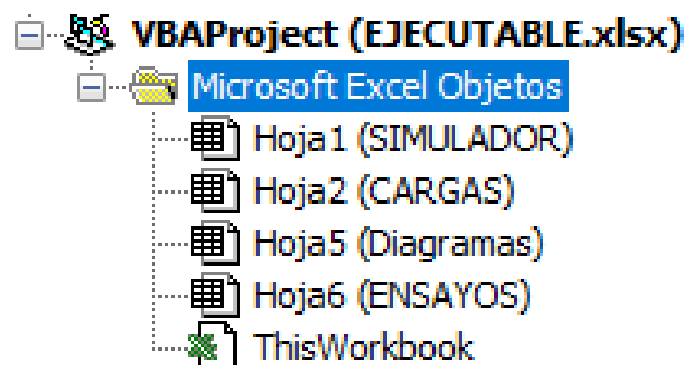 VBAProject (EJECUTABLE.xlsx)
Microsoft Excel Objetos
Hoja1 (SIMULADOR)
Hoja2 (CARGAS)
Hoja5 (Diagramas)
Hoja6 (ENSAYOS)
ThisWorkbook